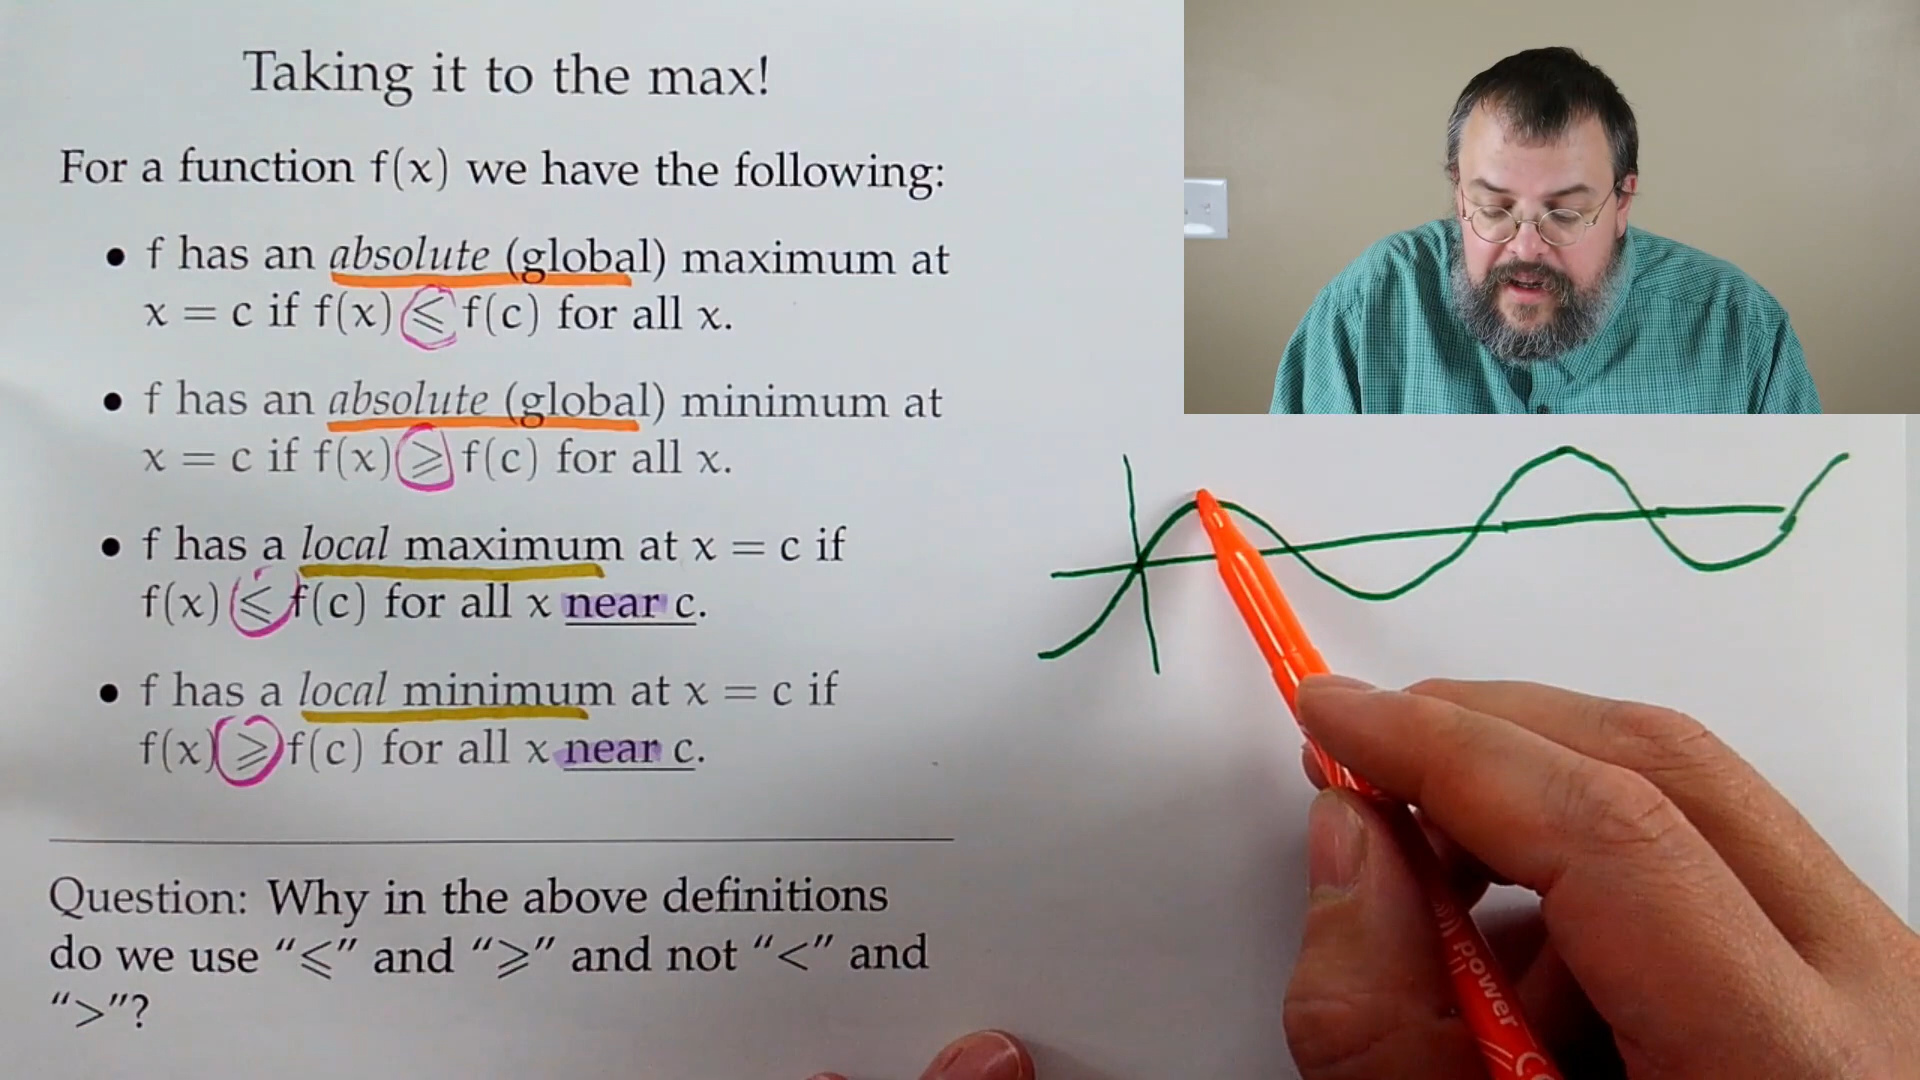 Taking it to the max!
For a function f(x) we have the following:
• f has an absolute (global) maximum at
x = c if f(x) ⩽ f(c) for all x.
• f has an absolute (global) minimum at
x = c if f(x) ⩾ f(c) for all x.
• f has a local maximum at x = c if
f(x) ⩽ f(c) for all x near c.
• f has a local minimum at x = c if
f(x) ⩾ f(c) for all x near c.
Question: Why in the above definitions
do we use “⩽” and “⩾” and not “<” and
“>”?
power